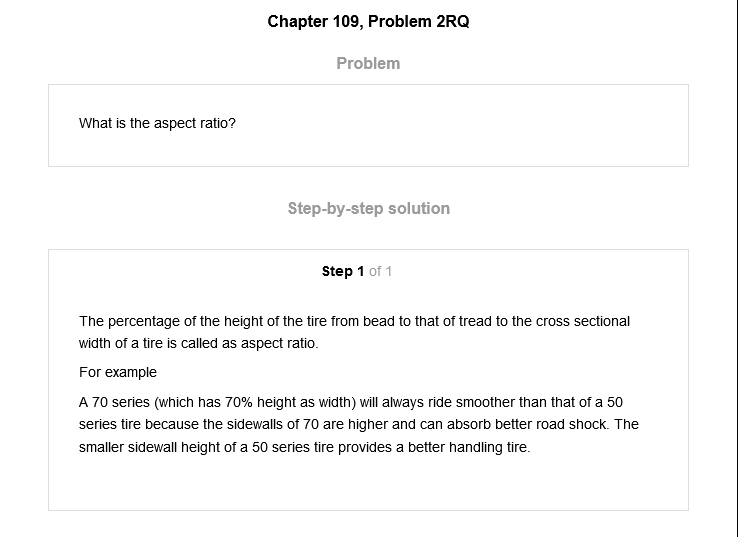 Chapter 109, Problem 2RQ
Problem
What is the aspect ratio?
Step-by-step solution
Step 1 of 1
The percentage of the height of the tire from bead to that of tread to the cross sectional
width of a tire is called as aspect ratio.
For example
A 70 series (which has 70% height as width) will always ride smoother than that of a 50
series tire because the sidewalls of 70 are higher and can absorb better road shock. The
smaller sidewall height of a 50 series tire provides a better handling tire.